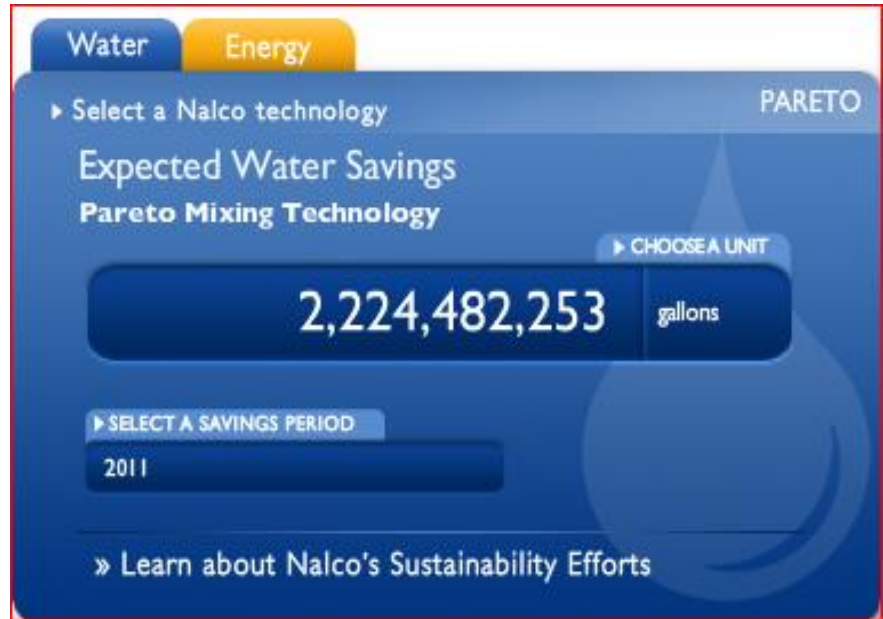 Water Energy
▸ Select a Nalco technology PARETO
Expected Water Savings
Pareto Mixing Technology
▸ CHOOSE A UNIT
2,224,482,253 gallons
▸ SELECT A SAVINGS PERIOD
2011
» Learn about Nalco's Sustainability Efforts